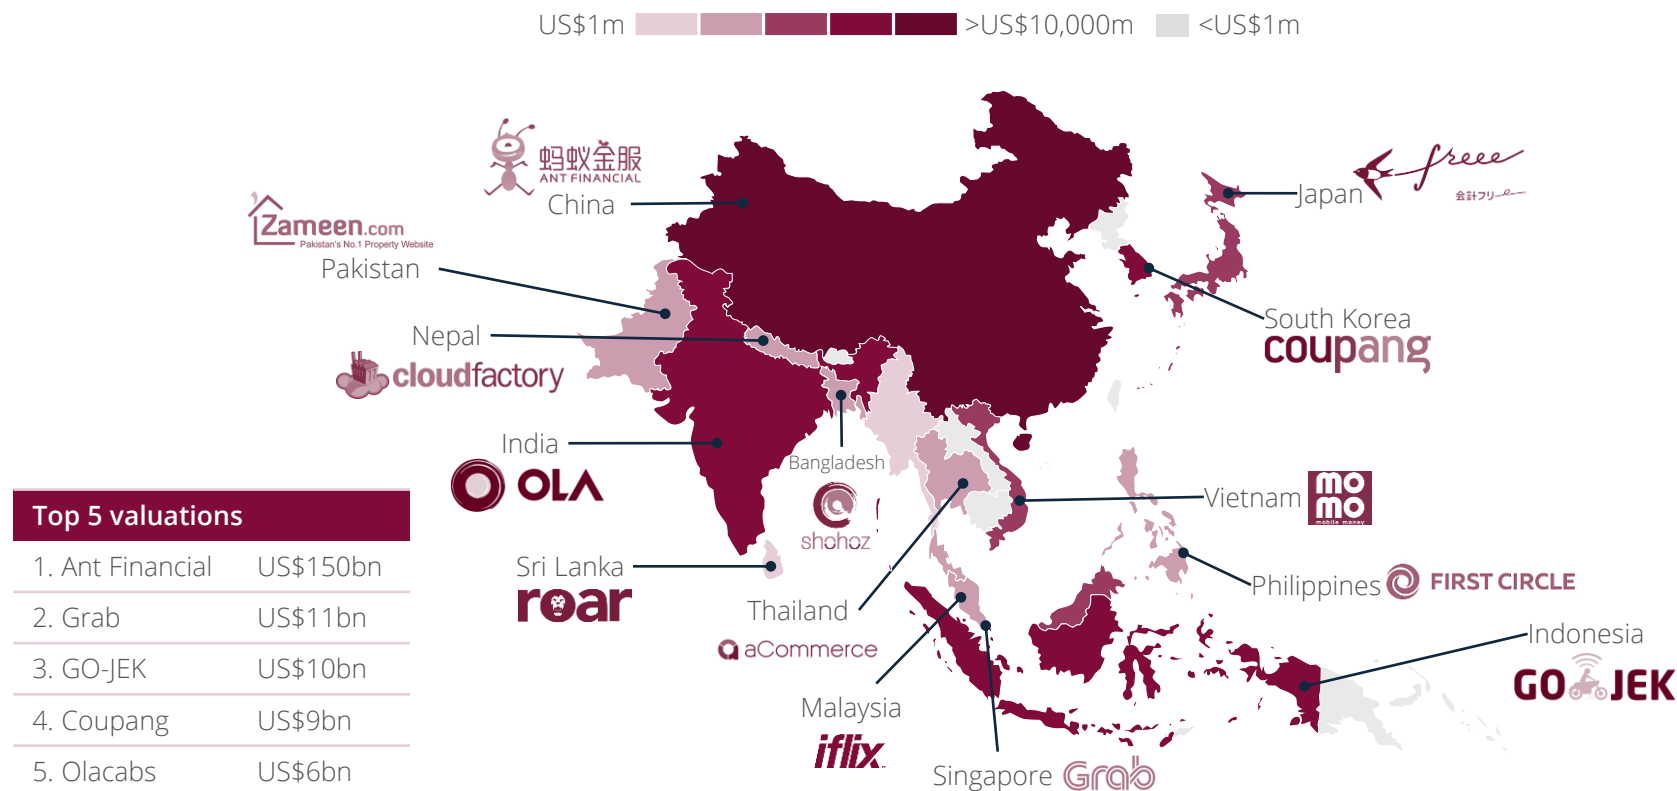 US$1m >US$10,000m <US$1m
蚂蚁金服
ANT FINANCIAL
China
freee
会計フリー
Japan
Zameen.com
Pakistan's No.1 Property Website
Pakistan
South Korea
coupang
Nepal
cloudfactory
India
OLA
Bangladesh
shohoz
Vietnam
mo
mo
mobile money
Top 5 valuations
1. Ant Financial US$150bn
2. Grab US$11bn
3. GO-JEK US$10bn
4. Coupang US$9bn
5. Olacabs US$6bn
Sri Lanka
roar
Philippines
FIRST CIRCLE
Thailand
aCommerce
Indonesia
GO JEK
Malaysia
iflix
Singapore
Grab